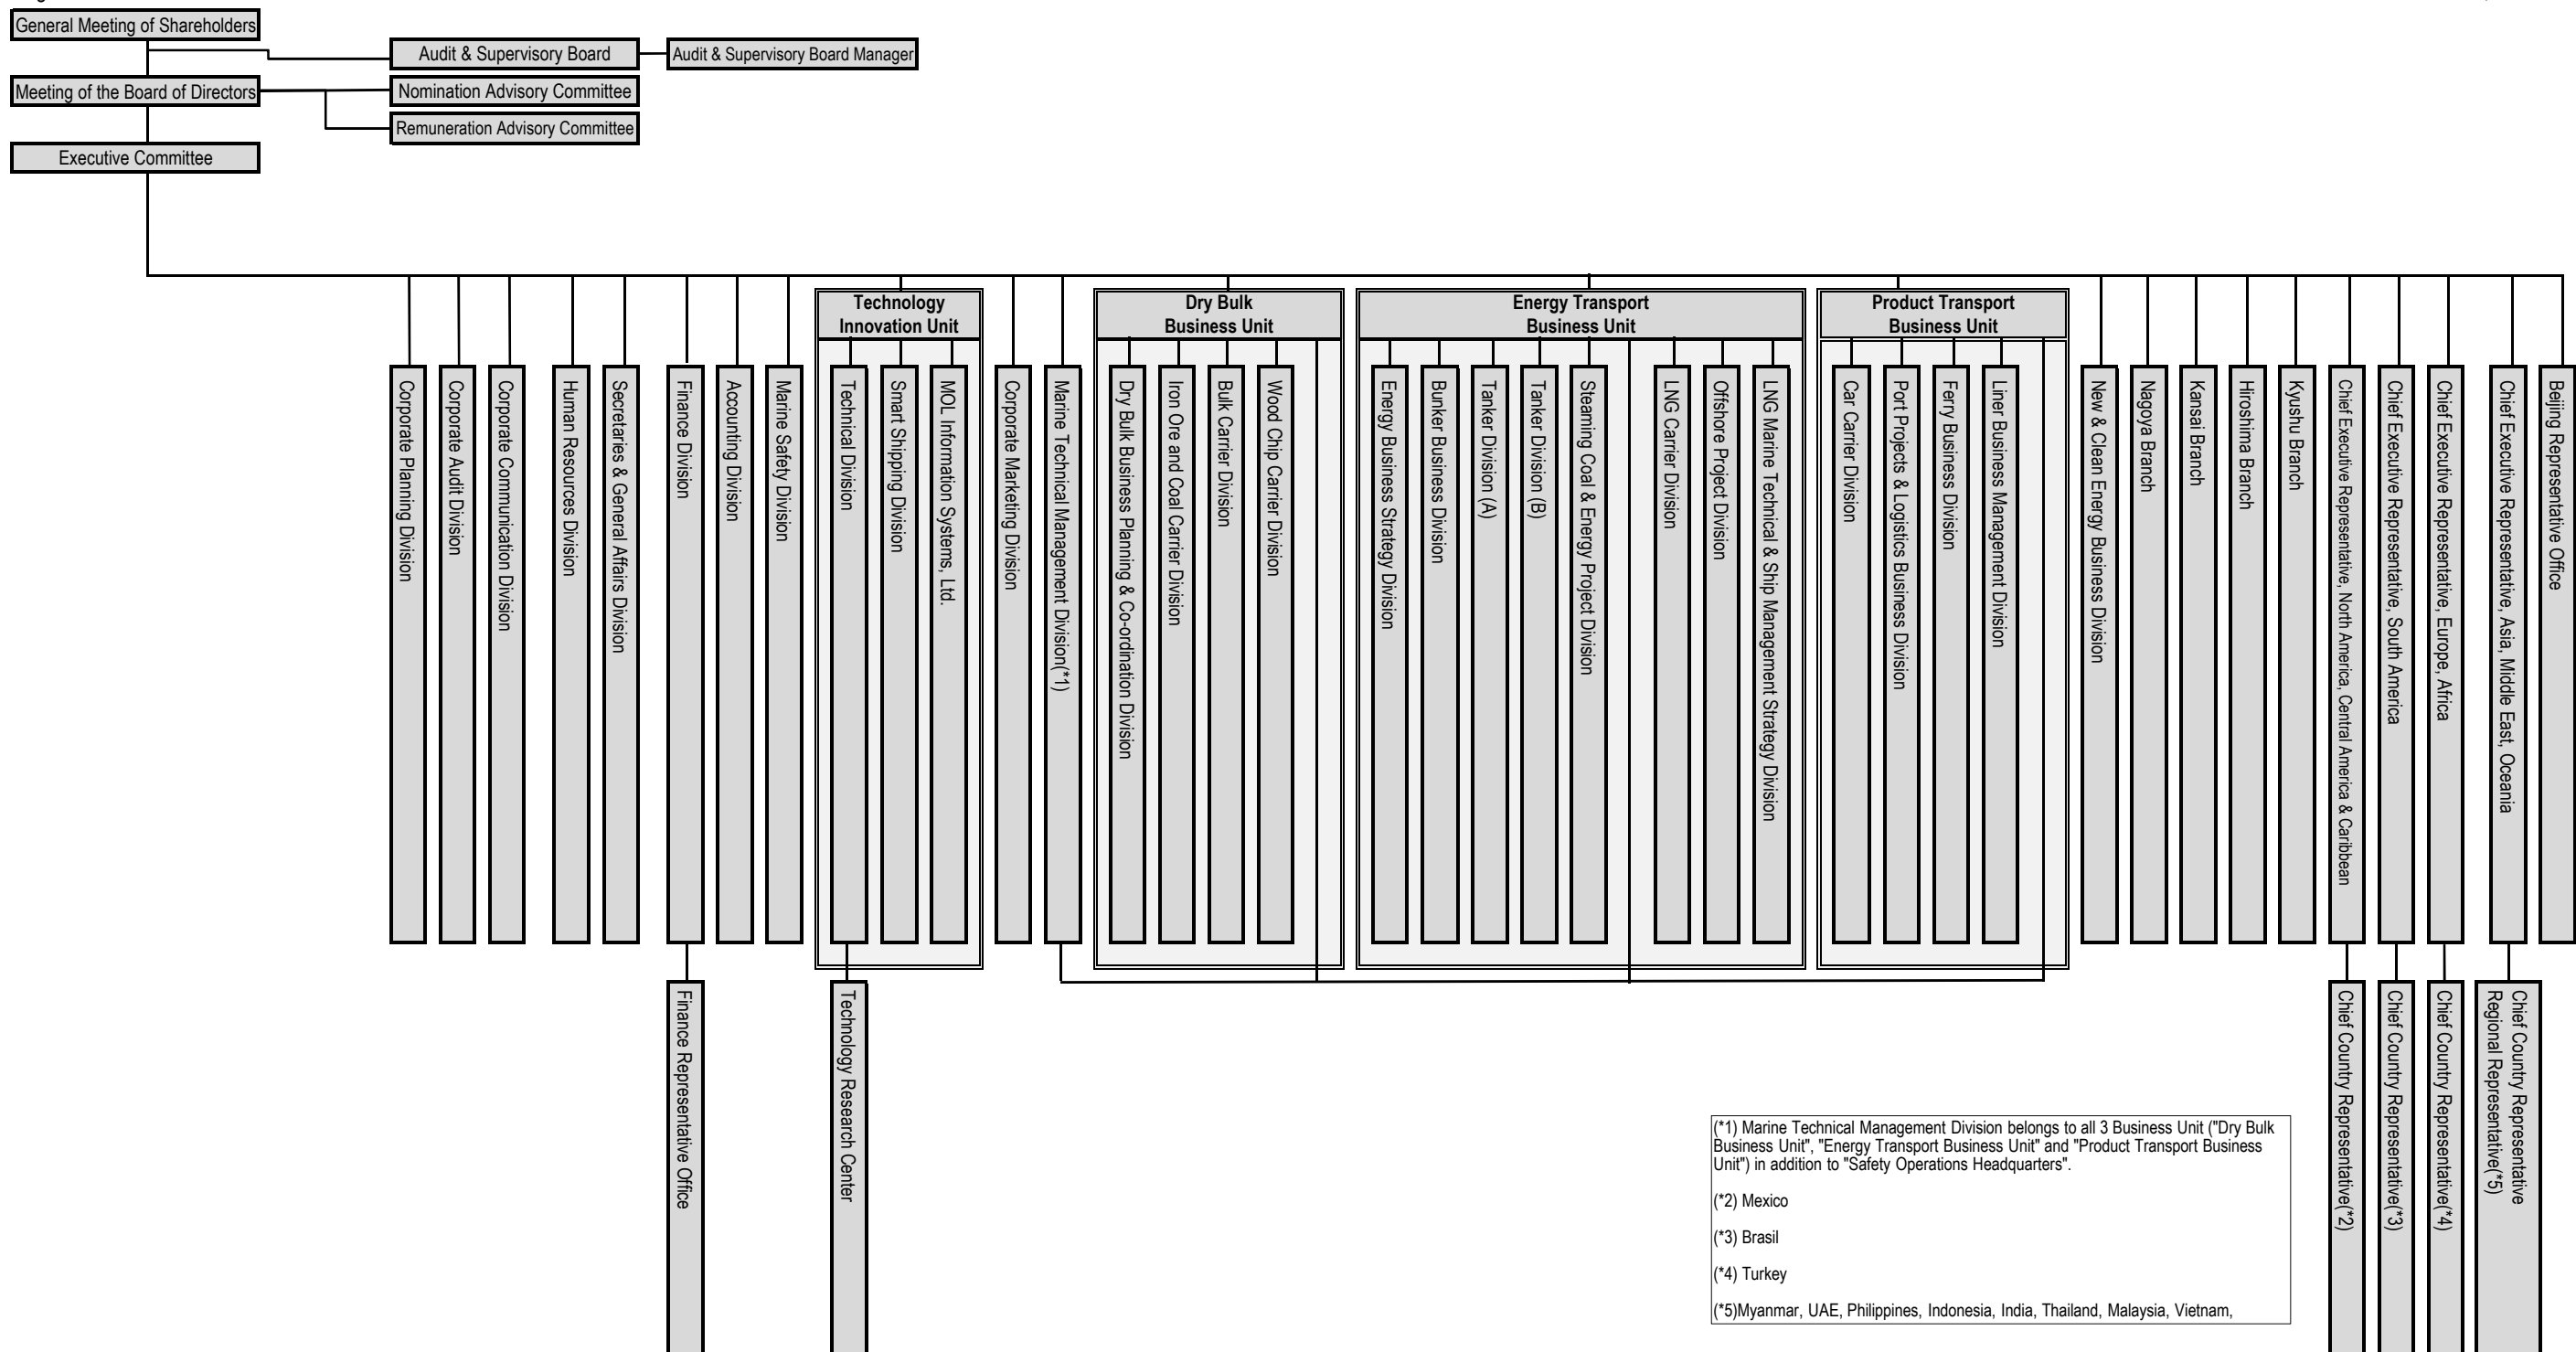 General Meeting of Shareholders
Audit & Supervisory Board
Audit & Supervisory Board Manager
Meeting of the Board of Directors
Nomination Advisory Committee
Remuneration Advisory Committee
Executive Committee
Technology
Innovation Unit
Dry Bulk
Business Unit
Energy Transport
Business Unit
Product Transport
Business Unit
Corporate Planning Division
Corporate Audit Division
Corporate Communication Division
Human Resources Division
Secretaries & General Affairs Division
Finance Division
Accounting Division
Marine Safety Division
Technical Division
Smart Shipping Division
MOL Information Systems, Ltd.
Corporate Marketing Division
Marine Technical Management Division(*1)
Dry Bulk Business Planning & Co-ordination Division
Iron Ore and Coal Carrier Division
Bulk Carrier Division
Wood Chip Carrier Division
Energy Business Strategy Division
Bunker Business Division
Tanker Division (A)
Tanker Division (B)
Steaming Coal & Energy Project Division
LNG Carrier Division
Offshore Project Division
LNG Marine Technical & Ship Management Strategy Division
Car Carrier Division
Port Projects & Logistics Business Division
Ferry Business Division
Liner Business Management Division
New & Clean Energy Business Division
Nagoya Branch
Kansai Branch
Hiroshima Branch
Kyushu Branch
Chief Executive Representative, North America, Central America & Caribbean
Chief Executive Representative, South America
Chief Executive Representative, Europe, Africa
Chief Executive Representative, Asia, Middle East, Oceania
Beijing Representative Office
Finance Representative Office
Technology Research Center
Chief Country Representative(*2)
Chief Country Representative(*3)
Chief Country Representative(*4)
Chief Country Representative
Regional Representative(*5)
(*1) Marine Technical Management Division belongs to all 3 Business Unit ("Dry Bulk
Business Unit", "Energy Transport Business Unit" and "Product Transport Business
Unit") in addition to "Safety Operations Headquarters".
(*2) Mexico
(*3) Brasil
(*4) Turkey
(*5)Myanmar, UAE, Philippines, Indonesia, India, Thailand, Malaysia, Vietnam,